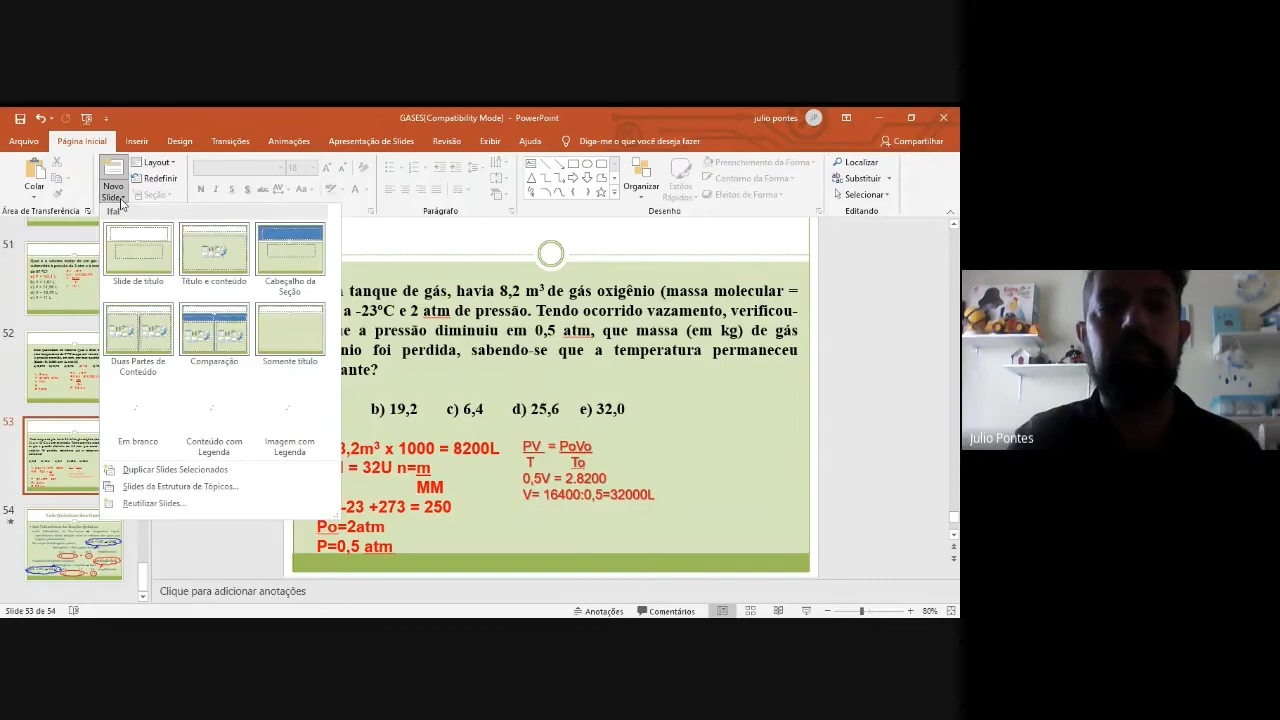 GASES(Compatibility Mode) - PowerPoint
julio pontes
JP
Arquivo
Página Inicial
Inserir
Design
Transições
Animações
Apresentação de Slides
Revisão
Exibir
Ajuda
Diga-me o que você deseja fazer
Compartilhar
Colar
Novo
Slide
Layout
Redefinir
Seção
18
N I S S abc AV Aa A
Organizar
Estilos
Rápidos
Preenchimento da Forma
Contorno da Forma
Efeitos de Forma
Localizar
Substituir
Selecionar
Área de Transferência
Parágrafo
Desenho
Editando
Ifal
Slide de título
Título e conteúdo
Cabeçalho da
Seção
Duas Partes de
Conteúdo
Comparação
Somente título
Em branco
Conteúdo com
Legenda
Imagem com
Legenda
Duplicar Slides Selecionados
Slides da Estrutura de Tópicos...
Reutilizar Slides...
51
52
53
54
tanque de gás, havia 8,2 m³ de gás oxigênio (massa molecular =
a -23ºC e 2 atm de pressão. Tendo ocorrido vazamento, verificou-
e a pressão diminuiu em 0,5 atm, que massa (em kg) de gás
nio foi perdida, sabendo-se que a temperatura permaneceu
ante?
b) 19,2 c) 6,4 d) 25,6 e) 32,0
8,2m³ x 1000 = 8200L
= 32U n=m
MM
-23 +273 = 250
Po=2atm
P=0,5 atm
PV = PoVo
T To
0,5V = 2.8200
V= 16400:0,5=32000L
Clique para adicionar anotações
Slide 53 de 54
Anotações
Comentários
80%
Julio Pontes